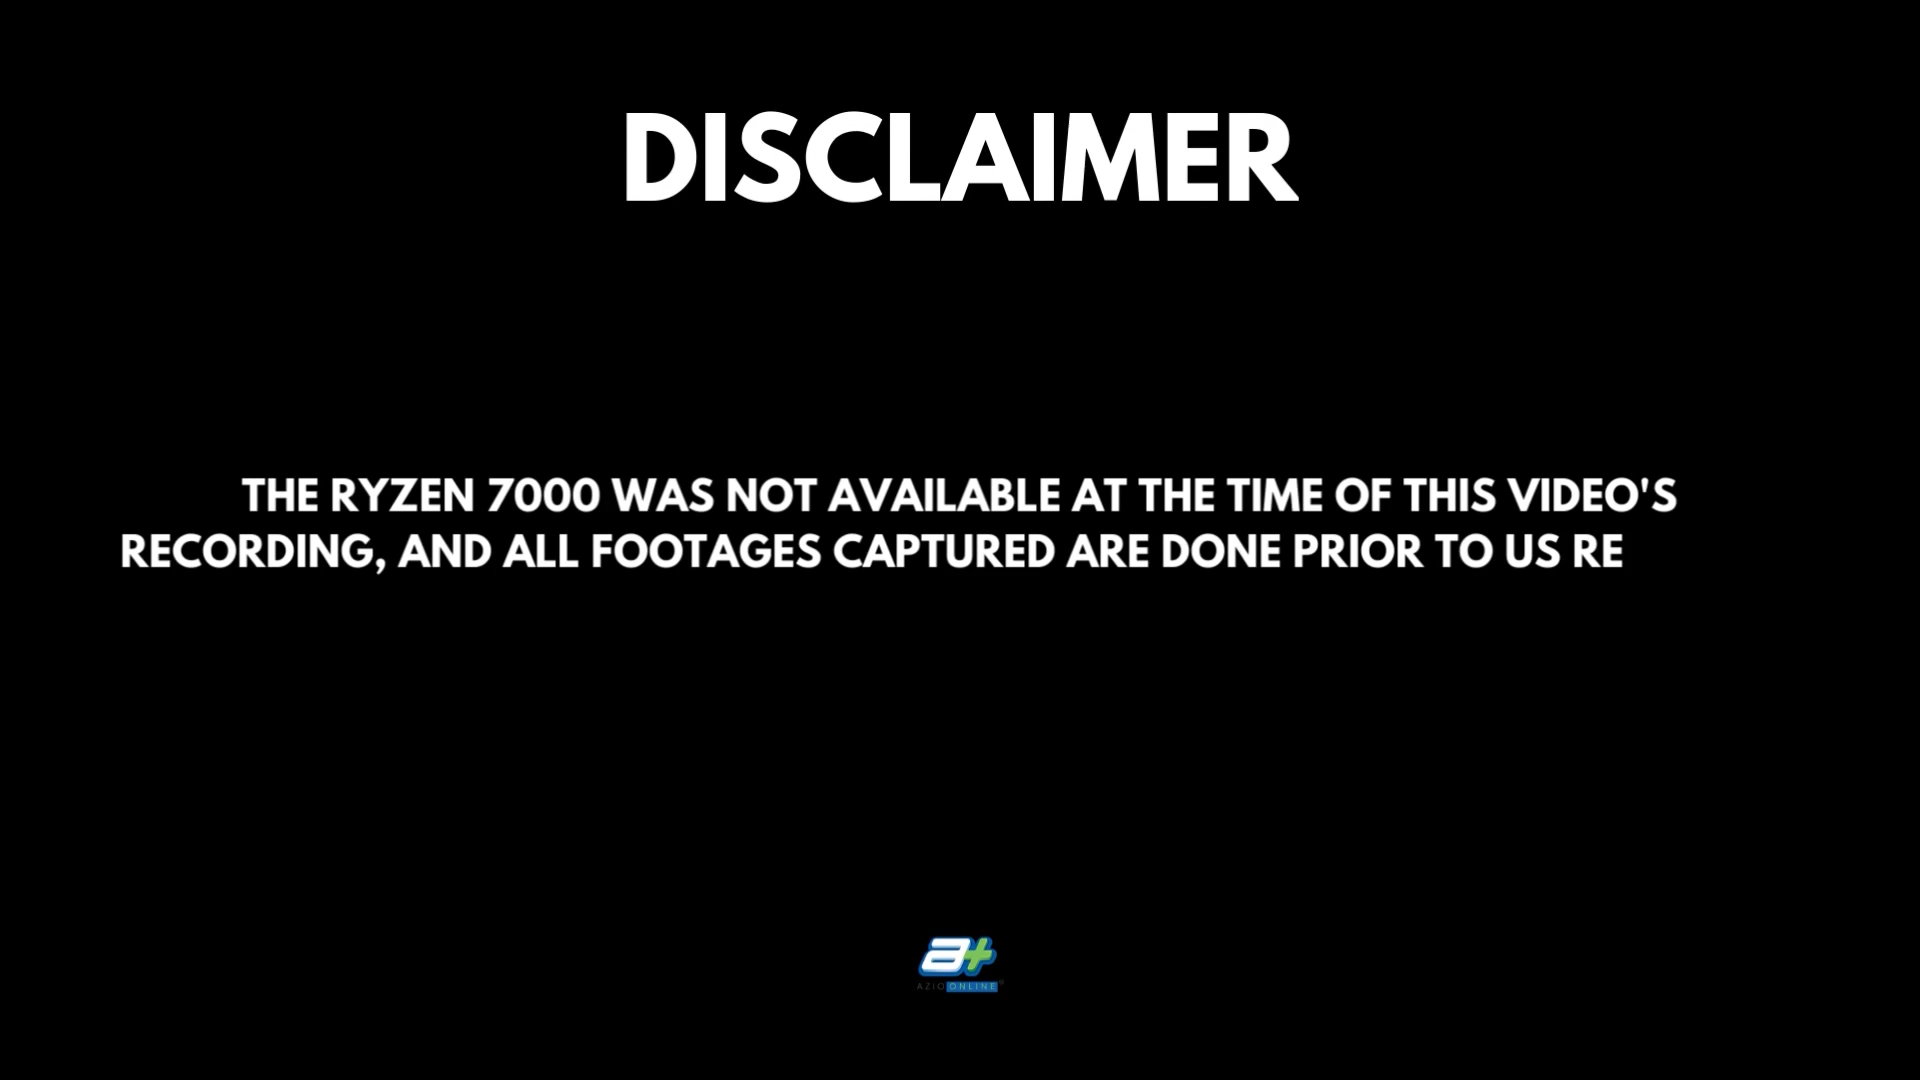 DISCLAIMER
THE RYZEN 7000 WAS NOT AVAILABLE AT THE TIME OF THIS VIDEO'S
RECORDING, AND ALL FOOTAGES CAPTURED ARE DONE PRIOR TO US RE
a+
AZIO ONLINE